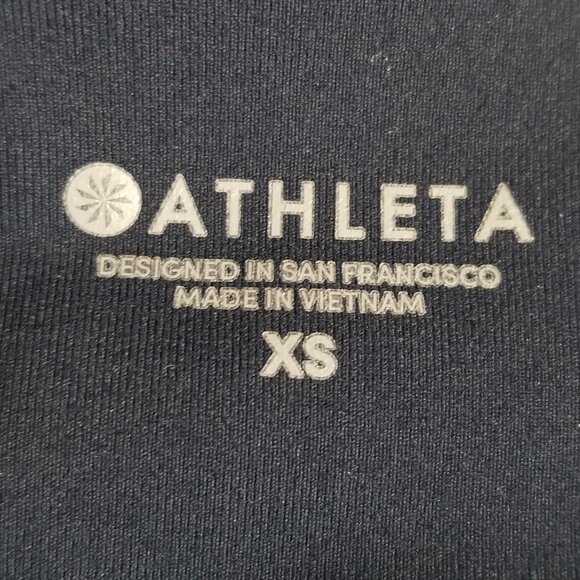 ATHLETA
DESIGNED IN SAN FRANCISCO
MADE IN VIETNAM
XS